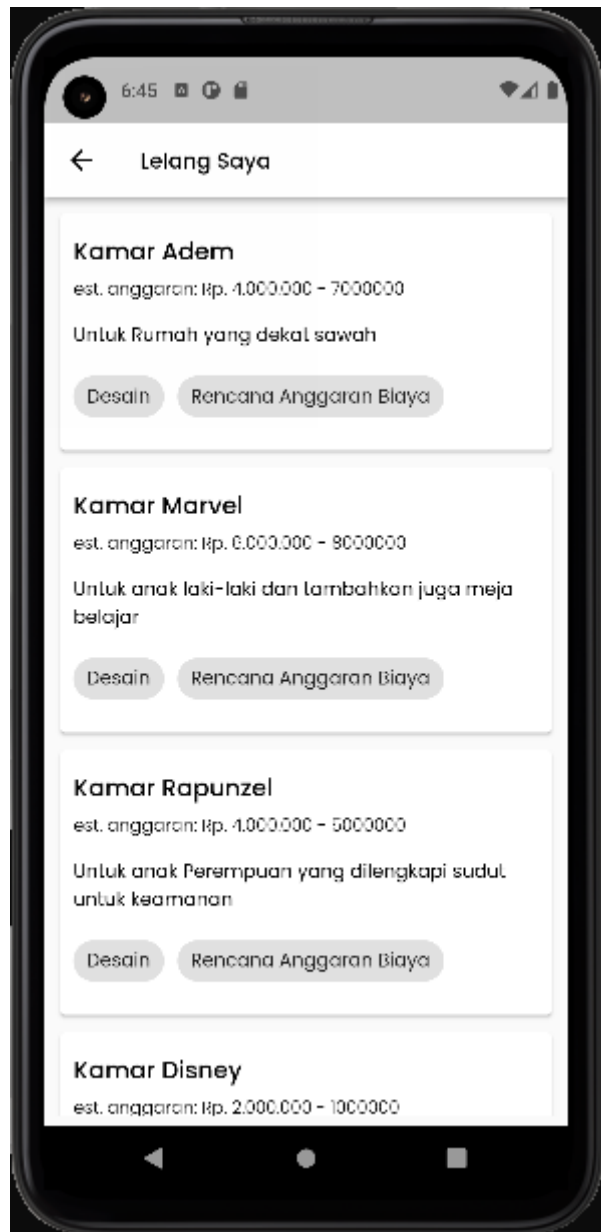 6:45
Lelang Saya
Kamar Adem
est. anggaran: Rp. 4.000.000 - 7000000
Untuk Rumah yang dekat sawah
Desain Rencana Anggaran Biaya
Kamar Marvel
est. anggaran: Rp. 6.000.000 - 8000000
Untuk anak laki-laki dan tambahkan juga meja
belajar
Desain Rencana Anggaran Biaya
Kamar Rapunzel
est. anggaran: Rp. 4.000.000 - 5000000
Untuk anak Perempuan yang dilengkapi sudut
untuk keamanan
Desain Rencana Anggaran Biaya
Kamar Disney
est. anggaran: Rp. 2.000.000 - 1000000